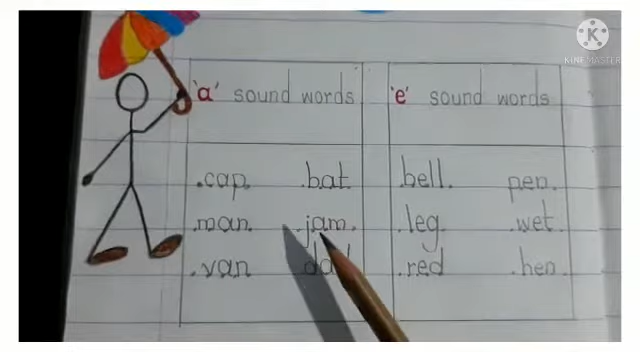 'a' sound words 'e' sound words
.cap. .bat. .bell. pen.
.man. .jam. .leg. .wet.
.van .red .hen
K
KINEMASTER